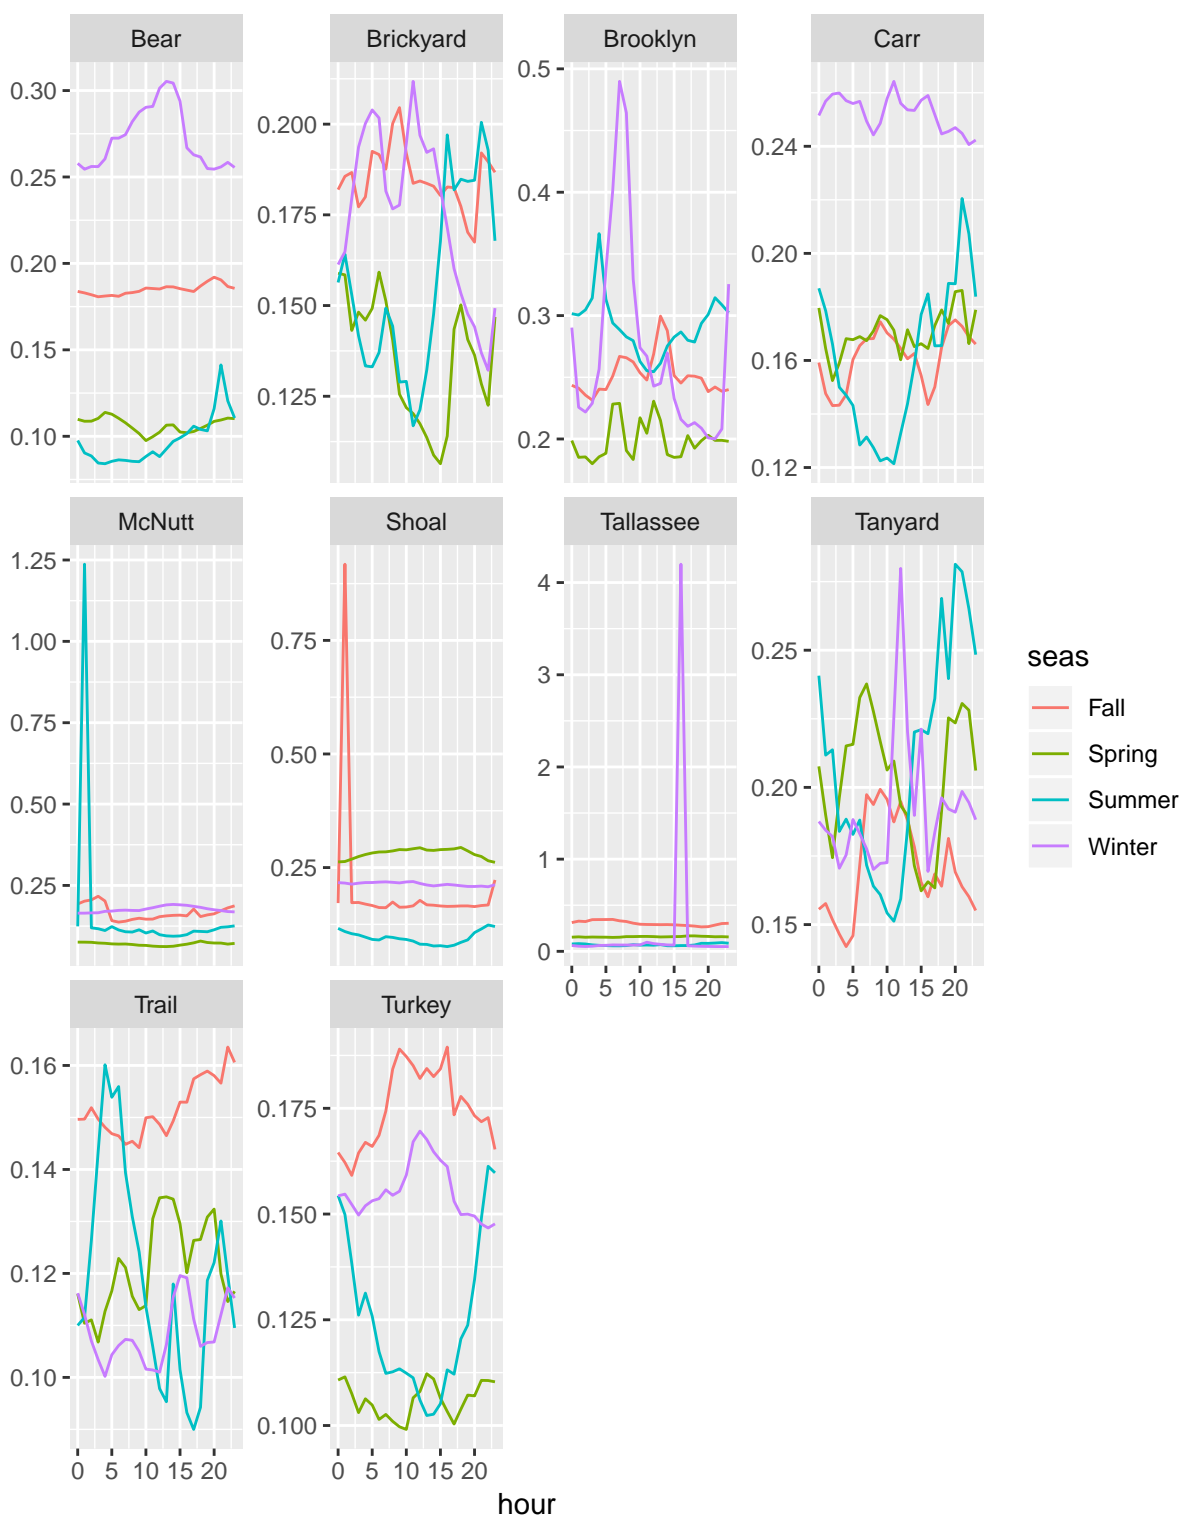 Bear
Brickyard
Brooklyn
Carr
0.30
0.25
0.20
0.15
0.10
0.200
0.175
0.150
0.125
0.5
0.4
0.3
0.2
0.24
0.20
0.16
0.12
McNutt
Shoal
Tallassee
Tanyard
1.25
1.00
0.75
0.50
0.25
0.75
0.50
0.25
4
3
2
1
0
0.25
0.20
0.15
0 5 10 15 20
0 5 10 15 20
Trail
Turkey
0.16
0.14
0.12
0.10
0.175
0.150
0.125
0.100
0 5 10 15 20
0 5 10 15 20
hour
seas
Fall
Spring
Summer
Winter